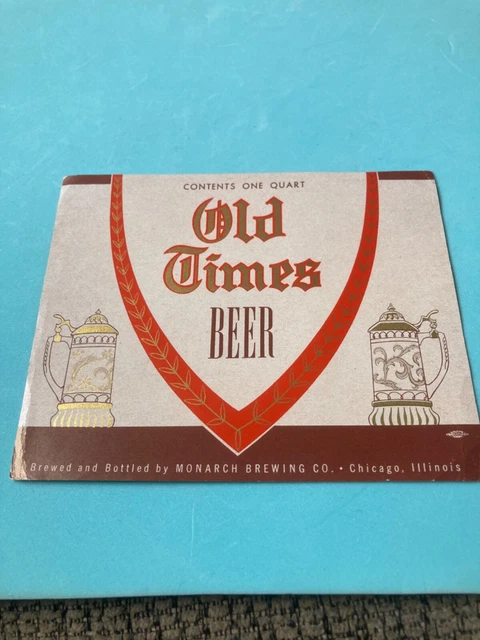 CONTENTS ONE QUART
Old
Times
BEER
Brewed and Bottled by MONARCH BREWING CO. • Chicago, Illinois